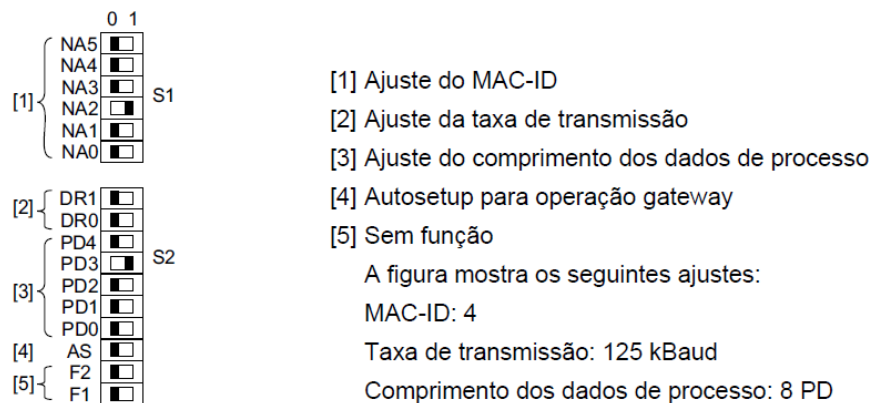 0 1
NA5
NA4
NA3
[1] NA2 S1
NA1
NA0
[2] DR1
DR0
PD4
PD3 S2
[3] PD2
PD1
PD0
[4] AS
[5] F2
F1
[1] Ajuste do MAC-ID
[2] Ajuste da taxa de transmissão
[3] Ajuste do comprimento dos dados de processo
[4] Autosetup para operação gateway
[5] Sem função
A figura mostra os seguintes ajustes:
MAC-ID: 4
Taxa de transmissão: 125 kBaud
Comprimento dos dados de processo: 8 PD